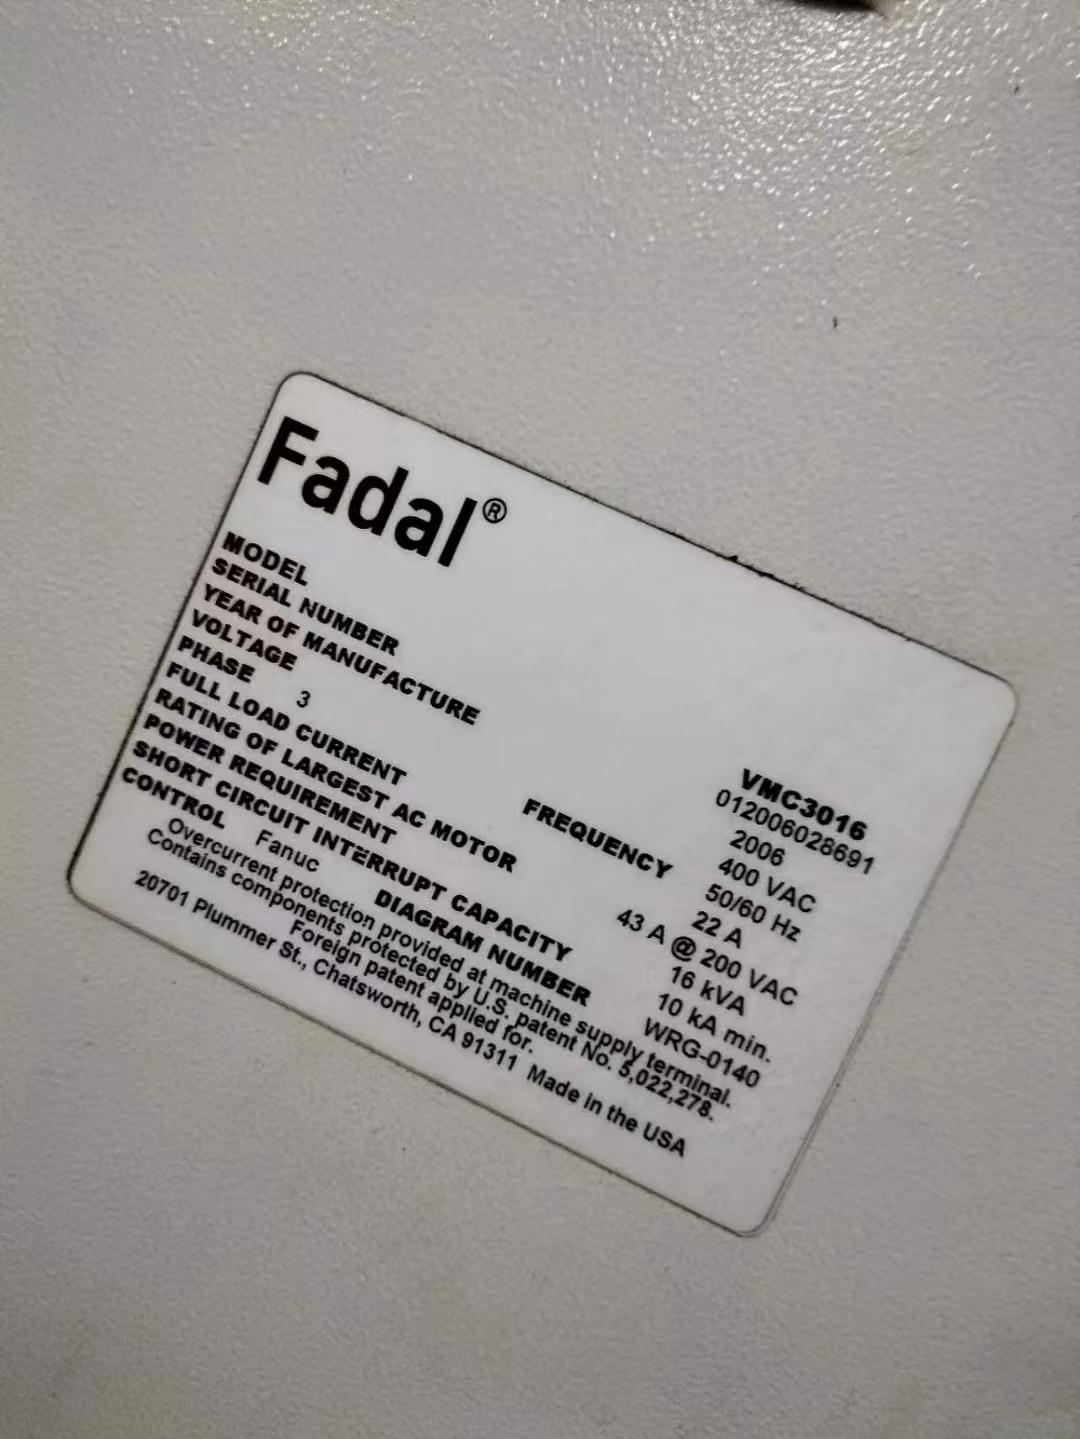 Fadal®
MODEL VMC3016
SERIAL NUMBER 012006028691
YEAR OF MANUFACTURE 2006
VOLTAGE 400 VAC
PHASE 3 FREQUENCY 50/60 Hz
FULL LOAD CURRENT 22 A
RATING OF LARGEST AC MOTOR 43 A @ 200 VAC
POWER REQUIREMENT 16 kVA
SHORT CIRCUIT INTERRUPT CAPACITY 10 kA min.
CONTROL Fanuc DIAGRAM NUMBER WRG-0140
Overcurrent protection provided at machine supply terminal.
Contains components protected by U.S. patent No. 5,022,278.
Foreign patent applied for.
20701 Plummer St., Chatsworth, CA 91311 Made in the USA